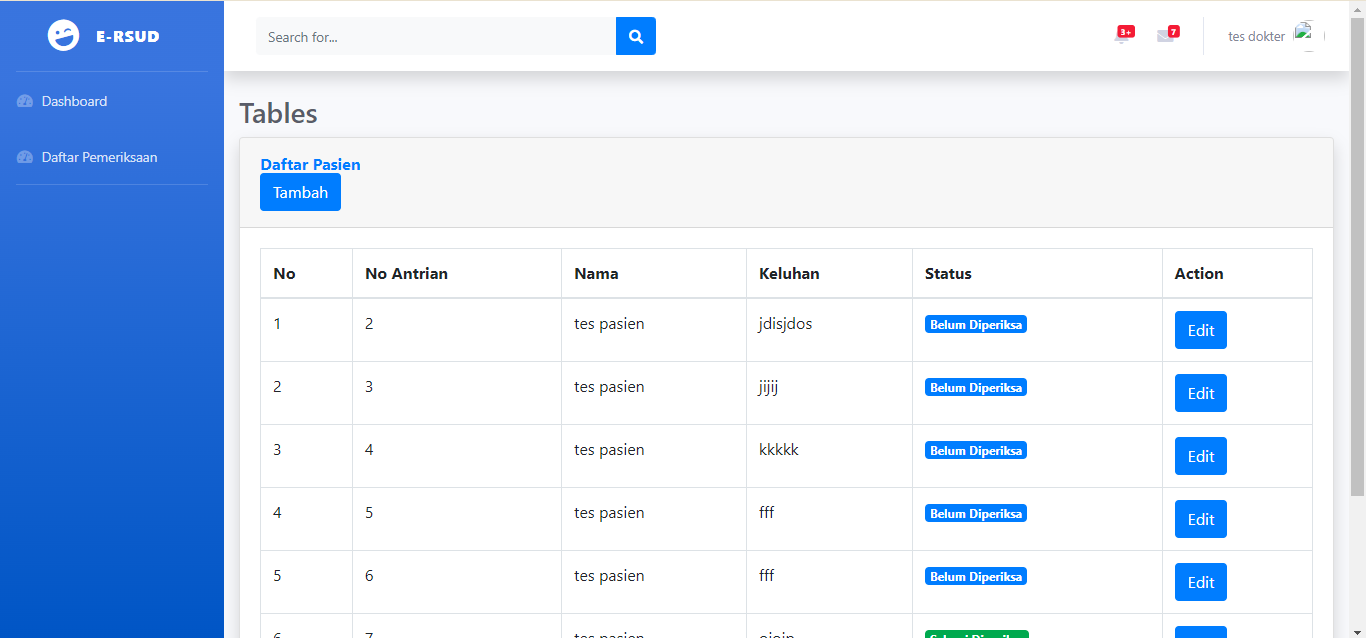 E-RSUD
Search for...
3+
7
tes dokter
Dashboard
Daftar Pemeriksaan
Tables
Daftar Pasien
Tambah
No No Antrian Nama Keluhan Status Action
1 2 tes pasien jdisjdos Belum Diperiksa Edit
2 3 tes pasien jijij Belum Diperiksa Edit
3 4 tes pasien kkkkk Belum Diperiksa Edit
4 5 tes pasien fff Belum Diperiksa Edit
5 6 tes pasien fff Belum Diperiksa Edit
6 7 tes pasien